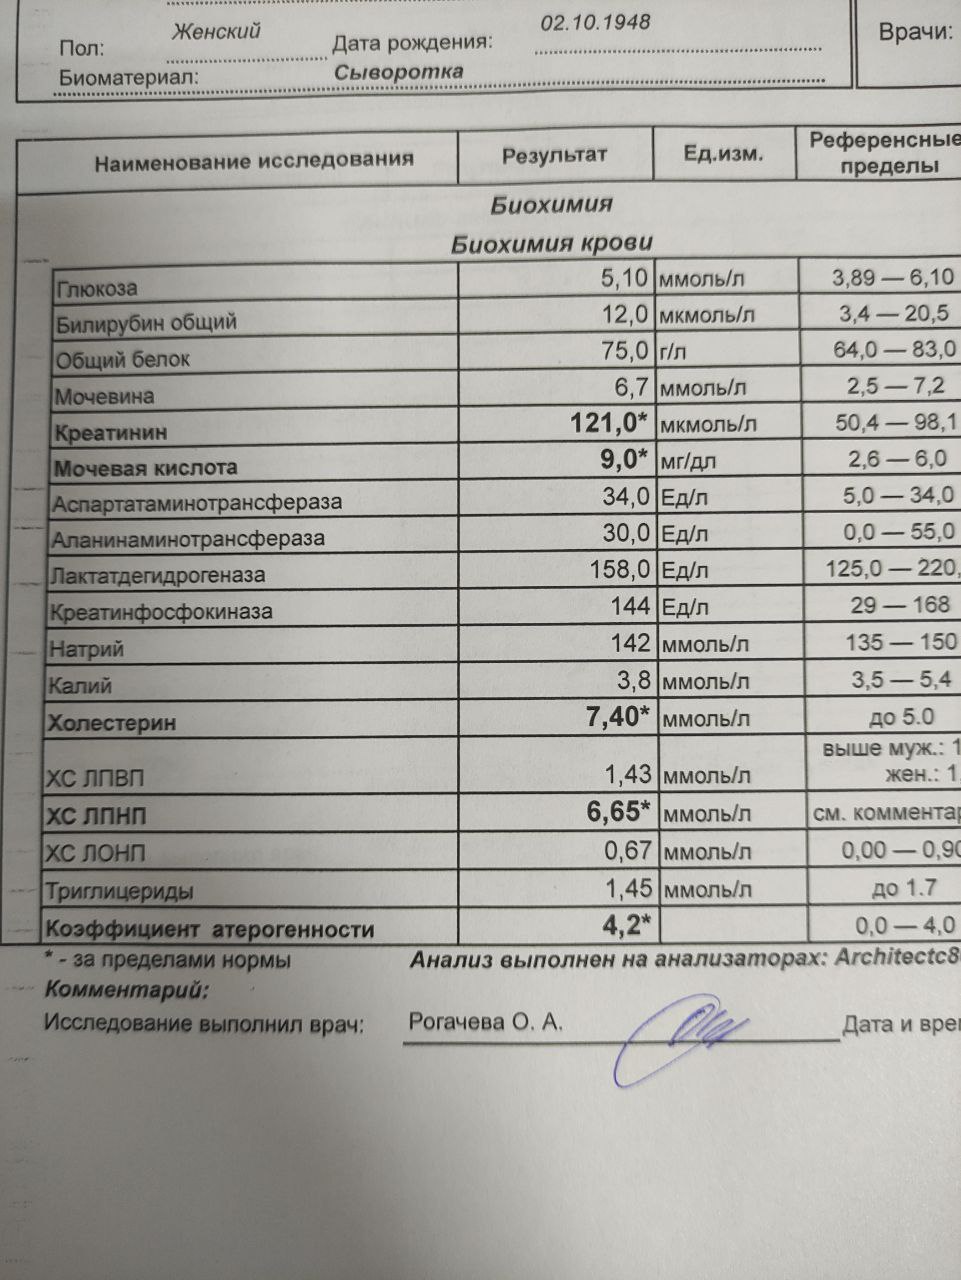 Пол: Женский Дата рождения: 02.10.1948 Врачи:
Биоматериал: Сыворотка
Наименование исследования Результат Ед.изм. Референсные пределы
Биохимия
Биохимия крови
Глюкоза 5,10 ммоль/л 3,89 — 6,10
Билирубин общий 12,0 мкмоль/л 3,4 — 20,5
Общий белок 75,0 г/л 64,0 — 83,0
Мочевина 6,7 ммоль/л 2,5 — 7,2
Креатинин 121,0* мкмоль/л 50,4 — 98,1
Мочевая кислота 9,0* мг/дл 2,6 — 6,0
Аспартатаминотрансфераза 34,0 Ед/л 5,0 — 34,0
Аланинаминотрансфераза 30,0 Ед/л 0,0 — 55,0
Лактатдегидрогеназа 158,0 Ед/л 125,0 — 220,
Креатинфосфокиназа 144 Ед/л 29 — 168
Натрий 142 ммоль/л 135 — 150
Калий 3,8 ммоль/л 3,5 — 5,4
Холестерин 7,40* ммоль/л до 5.0
ХС ЛПВП 1,43 ммоль/л выше муж.: 1 жен.: 1.
ХС ЛПНП 6,65* ммоль/л см. коммента
ХС ЛОНП 0,67 ммоль/л 0,00 — 0,90
Триглицериды 1,45 ммоль/л до 1.7
Коэффициент атерогенности 4,2* 0,0 — 4,0
* - за пределами нормы Анализ выполнен на анализаторах: Architectc8
Комментарий:
Исследование выполнил врач: Рогачева О. А. Дата и вре